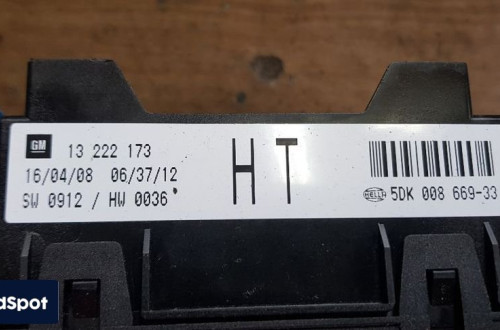 GM 13 222 173
16/04/08 06/37/12
SW 0912 / HW 0036
HT
HELLA 5DK 008 669-33
dSpot